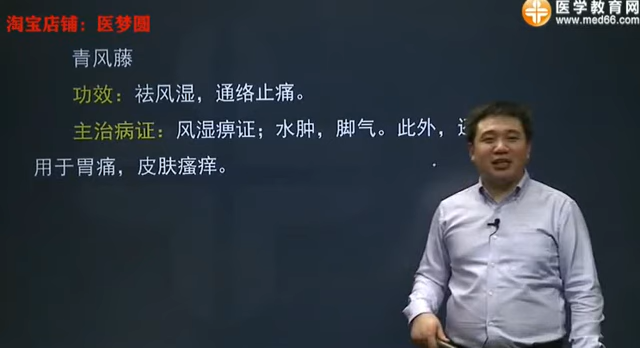 淘宝店铺：医梦圆
医学教育网
www.med66.com
青风藤
功效：祛风湿，通络止痛。
主治病证：风湿痹证；水肿，脚气。此外，
用于胃痛，皮肤瘙痒。